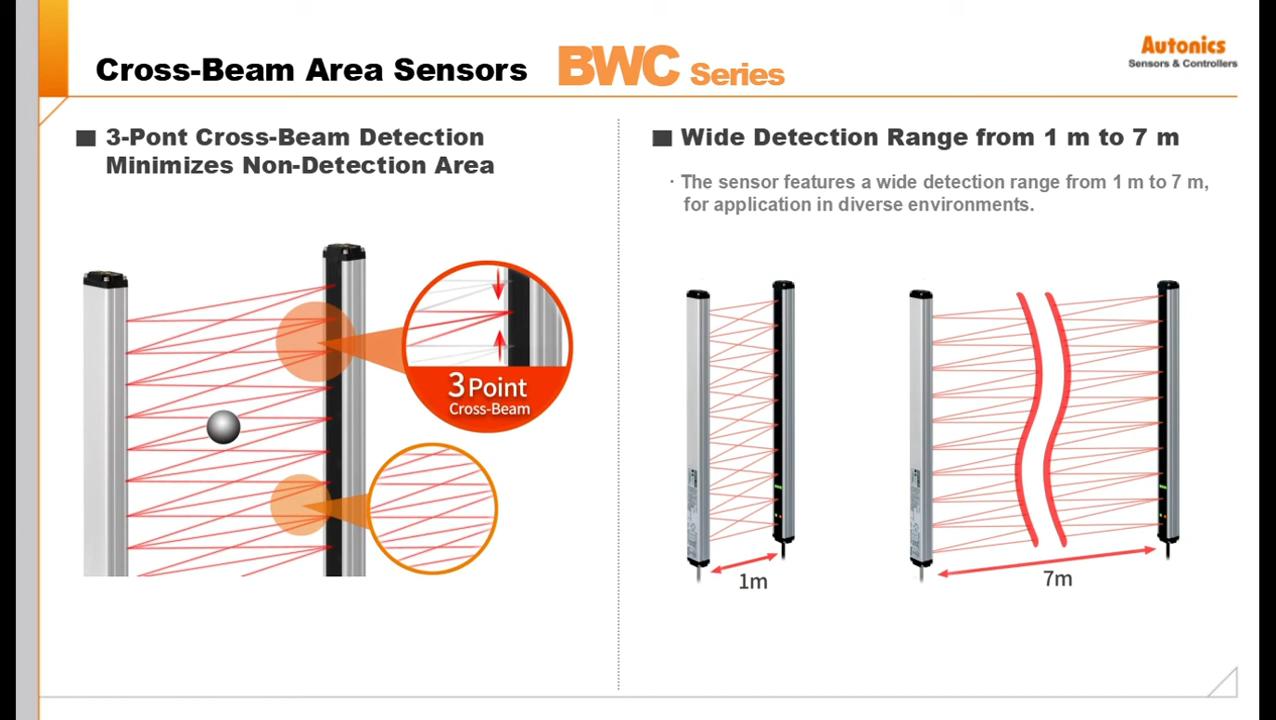 Cross-Beam Area Sensors BWC Series
Autonics
Sensors & Controllers
3-Pont Cross-Beam Detection
Minimizes Non-Detection Area
3 Point
Cross-Beam
Wide Detection Range from 1 m to 7 m
· The sensor features a wide detection range from 1 m to 7 m,
for application in diverse environments.
1m
7m